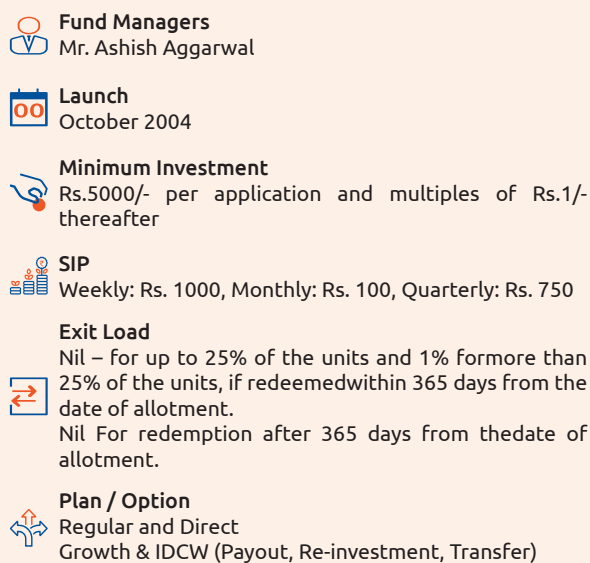 Fund Managers
Mr. Ashish Aggarwal
00
Launch
October 2004
Minimum Investment
Rs.5000/- per application and multiples of Rs.1/-
thereafter
SIP
Weekly: Rs. 1000, Monthly: Rs. 100, Quarterly: Rs. 750
Exit Load
Nil – for up to 25% of the units and 1% formore than
25% of the units, if redeemedwithin 365 days from the
date of allotment.
Nil For redemption after 365 days from thedate of
allotment.
Plan / Option
Regular and Direct
Growth & IDCW (Payout, Re-investment, Transfer)